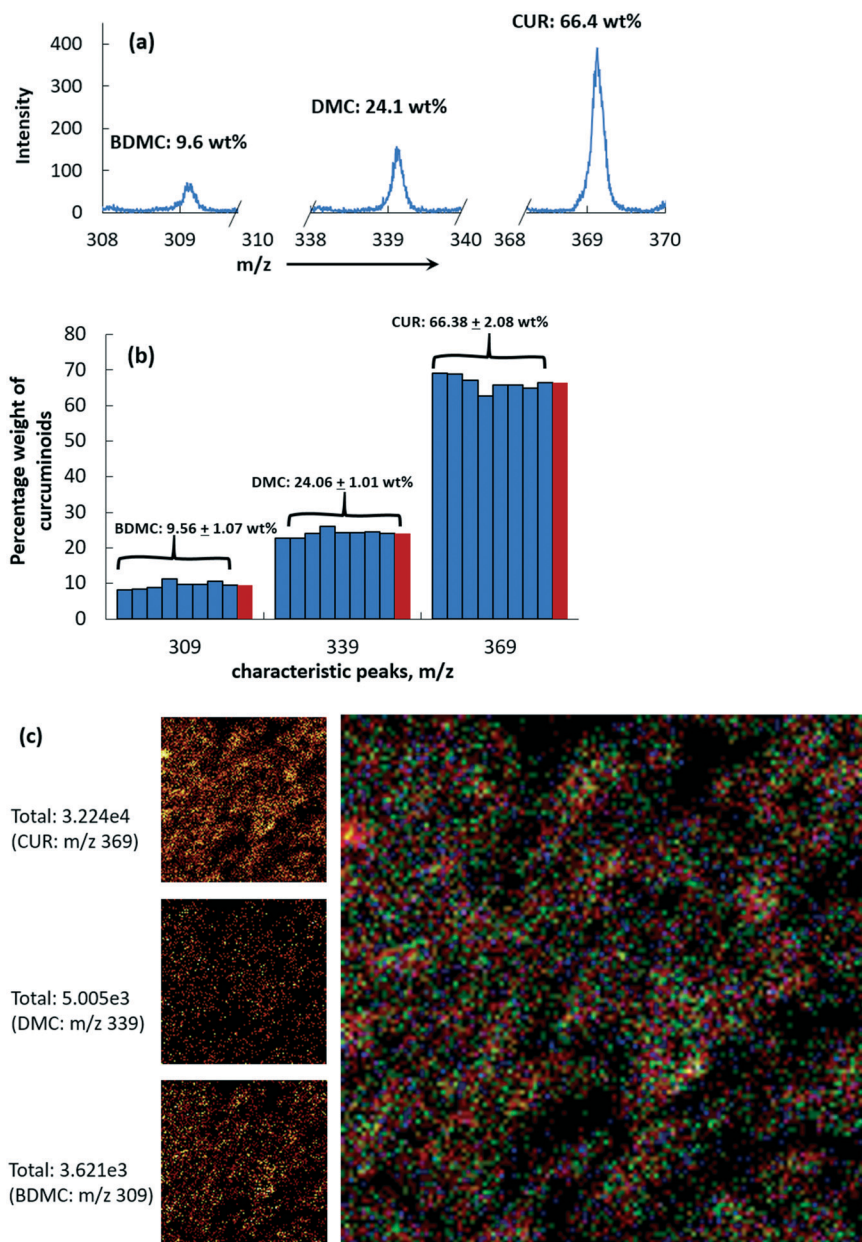 (a)
CUR: 66.4 wt%
DMC: 24.1 wt%
BDMC: 9.6 wt%
Intensity
400
300
200
100
0
308 309 310 338 339 340 368 369 370
m/z
(b)
CUR: 66.38 ± 2.08 wt%
DMC: 24.06 ± 1.01 wt%
BDMC: 9.56 ± 1.07 wt%
Percentage weight of
curcuminoids
80
70
60
50
40
30
20
10
0
309 339 369
characteristic peaks, m/z
(c)
Total: 3.224e4
(CUR: m/z 369)
Total: 5.005e3
(DMC: m/z 339)
Total: 3.621e3
(BDMC: m/z 309)